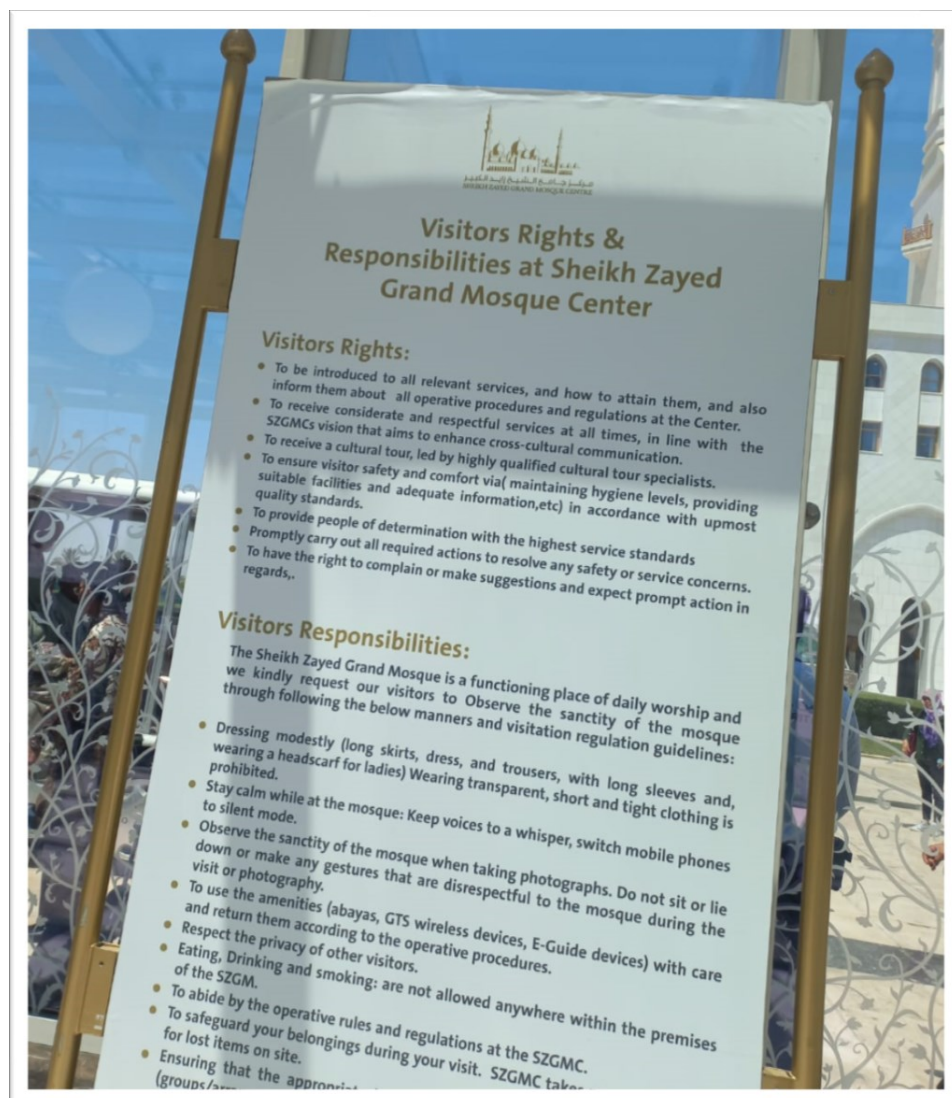 مركز جامع الشيخ زايد الكبير
SHEIKH ZAYED GRAND MOSQUE CENTRE
Visitors Rights &
Responsibilities at Sheikh Zayed
Grand Mosque Center
Visitors Rights:
• To be introduced to all relevant services, and how to attain them, and also
inform them about all operative procedures and regulations at the Center.
• To receive considerate and respectful services at all times, in line with the
SZGMCs vision that aims to enhance cross-cultural communication.
• To receive a cultural tour, led by highly qualified cultural tour specialists.
• To ensure visitor safety and comfort via( maintaining hygiene levels, providing
suitable facilities and adequate information,etc) in accordance with upmost
quality standards.
• To provide people of determination with the highest service standards
• Promptly carry out all required actions to resolve any safety or service concerns.
• To have the right to complain or make suggestions and expect prompt action in
regards,.
Visitors Responsibilities:
The Sheikh Zayed Grand Mosque is a functioning place of daily worship and
we kindly request our visitors to Observe the sanctity of the mosque
through following the below manners and visitation regulation guidelines:
• Dressing modestly (long skirts, dress, and trousers, with long sleeves and,
wearing a headscarf for ladies) Wearing transparent, short and tight clothing is
prohibited.
• Stay calm while at the mosque: Keep voices to a whisper, switch mobile phones
to silent mode.
• Observe the sanctity of the mosque when taking photographs. Do not sit or lie
down or make any gestures that are disrespectful to the mosque during the
visit or photography.
• To use the amenities (abayas, GTS wireless devices, E-Guide devices) with care
and return them according to the operative procedures.
• Respect the privacy of other visitors.
• Eating, Drinking and smoking: are not allowed anywhere within the premises
of the SZGM.
• To abide by the operative rules and regulations at the SZGMC.
• To safeguard your belongings during your visit. SZGMC takes
for lost items on site.
• Ensuring that the
(groups/